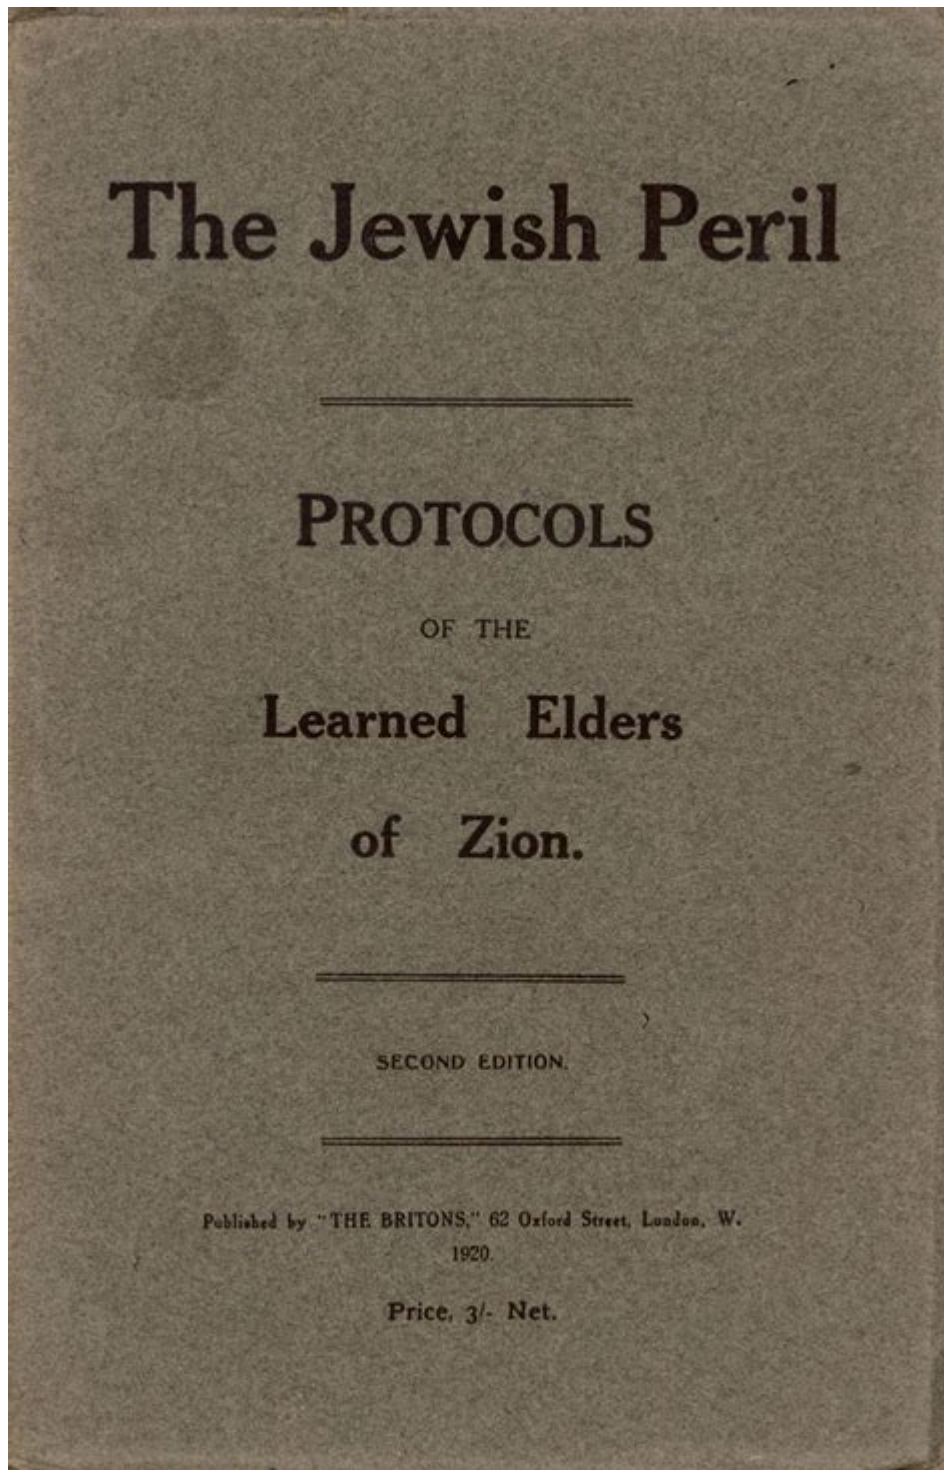 The Jewish Peril
PROTOCOLS
OF THE
Learned Elders
of Zion.
SECOND EDITION.
Published by "THE BRITONS," 62 Oxford Street, London, W.
1920.
Price, 3/- Net.